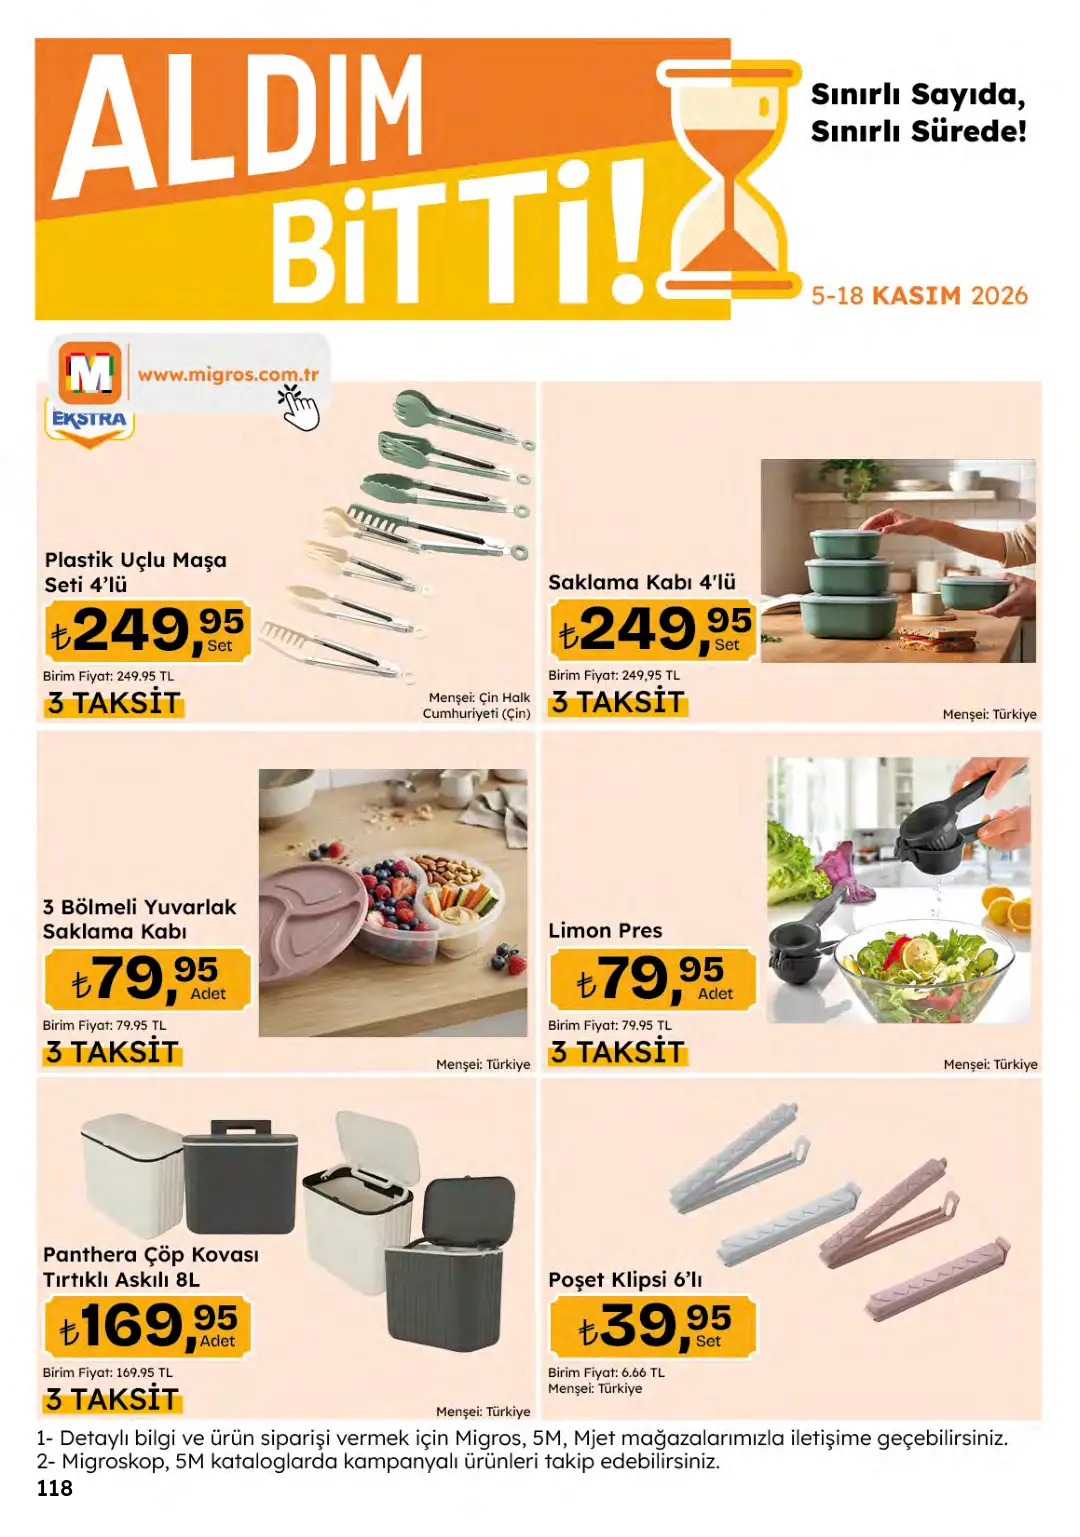 ALDIM
BİTTİ!
Sınırlı Sayıda,
Sınırlı Sürede!
5-18 KASIM 2026
M
www.migros.com.tr
EKSTRA
Plastik Uçlu Maşa
Seti 4’lü
₺249,95
Set
Birim Fiyat: 249.95 TL
3 TAKSİT
Menşei: Çin Halk
Cumhuriyeti (Çin)
Saklama Kabı 4'lü
₺249,95
Set
Birim Fiyat: 249,95 TL
3 TAKSİT
Menşei: Türkiye
3 Bölmeli Yuvarlak
Saklama Kabı
₺79,95
Adet
Birim Fiyat: 79.95 TL
3 TAKSİT
Menşei: Türkiye
Limon Pres
₺79,95
Adet
Birim Fiyat: 79.95 TL
3 TAKSİT
Menşei: Türkiye
Panthera Çöp Kovası
Tırtıklı Askılı 8L
₺169,95
Adet
Birim Fiyat: 169.95 TL
3 TAKSİT
Menşei: Türkiye
Poşet Klipsi 6’lı
₺39,95
Set
Birim Fiyat: 6.66 TL
Menşei: Türkiye
1- Detaylı bilgi ve ürün siparişi vermek için Migros, 5M, Mjet mağazalarımızla iletişime geçebilirsiniz.
2- Migroskop, 5M kataloglarda kampanyalı ürünleri takip edebilirsiniz.
118